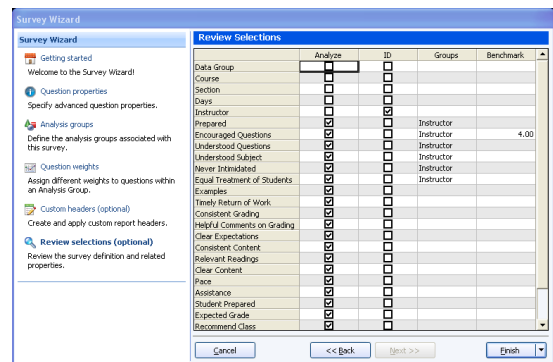 Survey Wizard
Survey Wizard
Getting started
Welcome to the Survey Wizard!
Question properties
Specify advanced question properties.
Analysis groups
Define the analysis groups associated with
this survey.
Question weights
Assign different weights to questions within
an Analysis Group.
Custom headers (optional)
Create and apply custom report headers.
Review selections (optional)
Review the survey definition and related
properties.
Review Selections
Analyze ID Groups Benchmark
Data Group
Course
Section
Days
Instructor
Prepared Instructor
Encouraged Questions Instructor 4.00
Understood Questions Instructor
Understood Subject Instructor
Never Intimidated Instructor
Equal Treatment of Students Instructor
Examples
Timely Return of Work
Consistent Grading
Helpful Comments on Grading
Clear Expectations
Consistent Content
Relevant Readings
Clear Content
Pace
Assistance
Student Prepared
Expected Grade
Recommend Class
Cancel << Back Next >> Finish